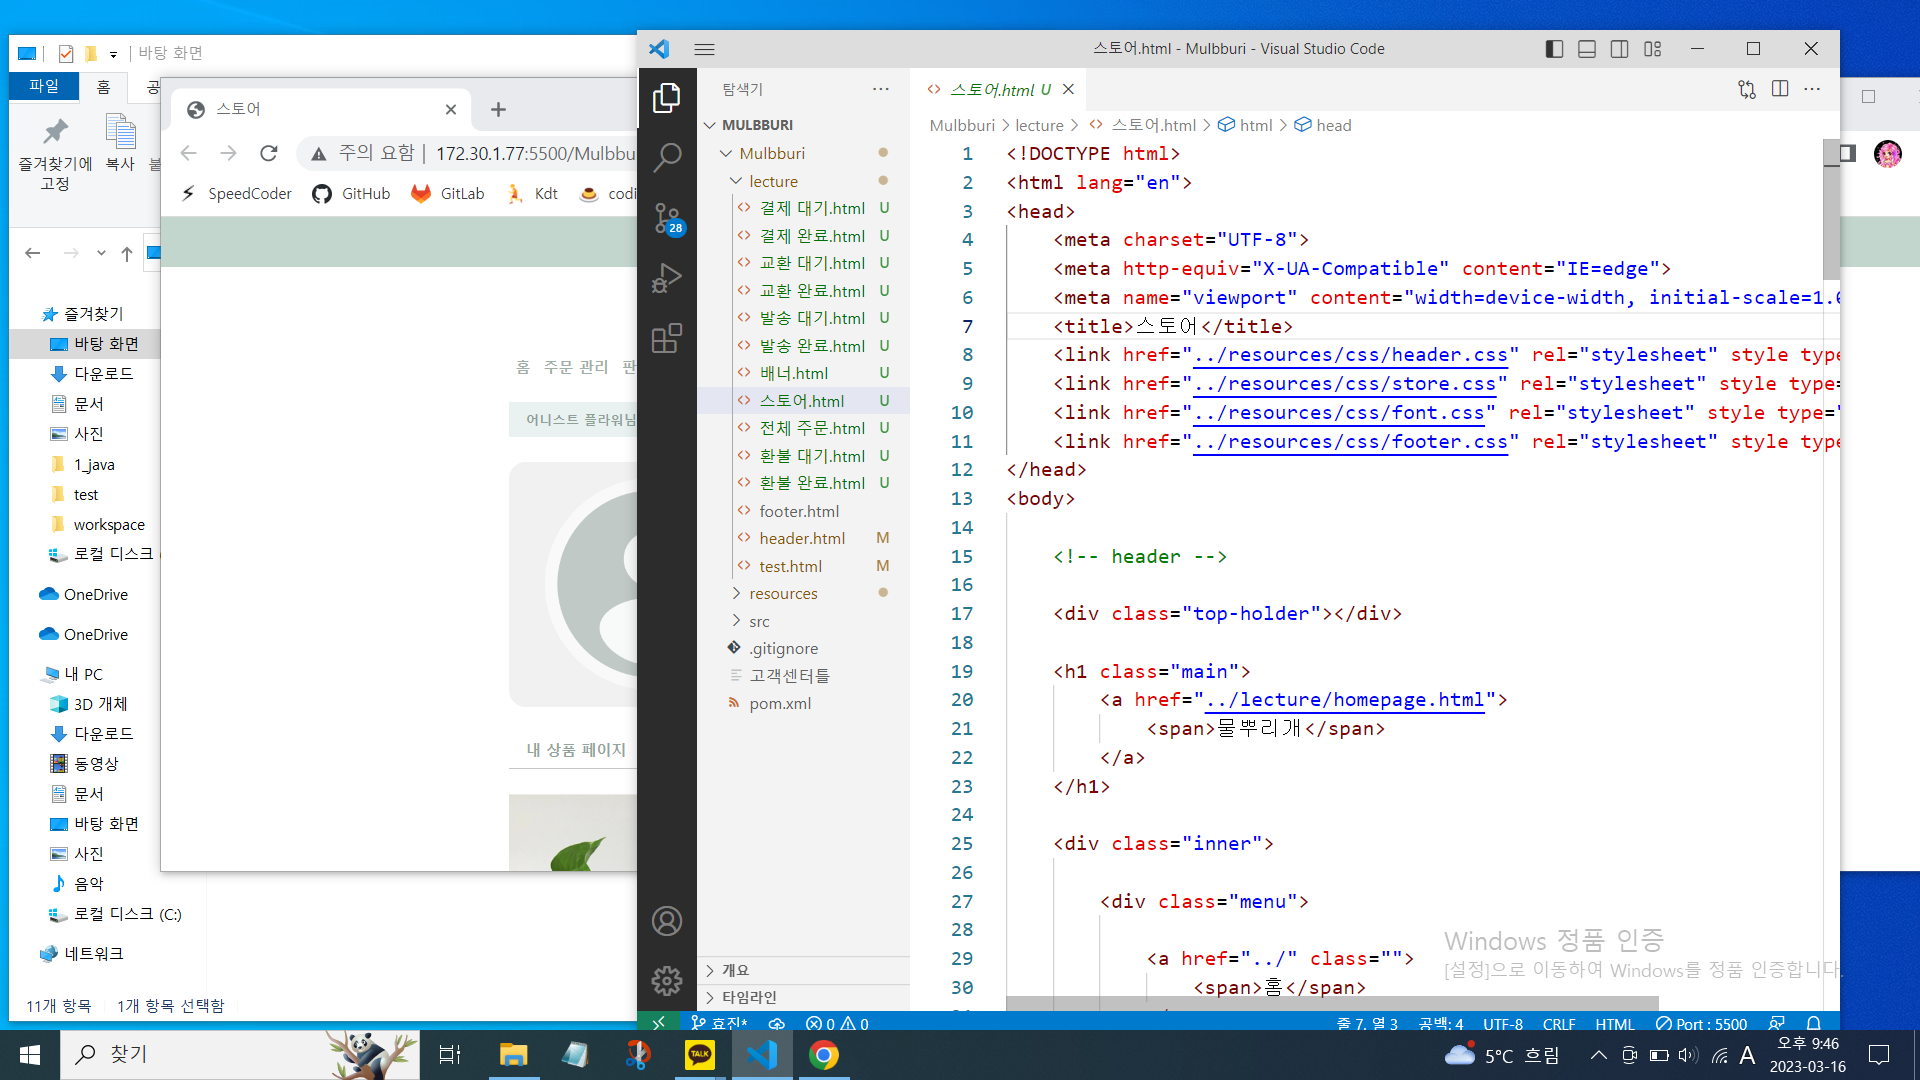 바탕 화면
파일
홈
공
즐겨찾기에
고정
복사
즐겨찾기
바탕 화면
다운로드
문서
사진
1_java
test
workspace
로컬 디스크
OneDrive
OneDrive
내 PC
3D 개체
다운로드
동영상
문서
바탕 화면
사진
음악
로컬 디스크 (C:)
네트워크
11개 항목
1개 항목 선택함
스토어
주의 요함 | 172.30.1.77:5500/Mulbbu
SpeedCoder
GitHub
GitLab
Kdt
codi
홈 주문 관리 판
어니스트 플라워님
내 상품 페이지
스토어.html - Mulbburi - Visual Studio Code
탐색기
MULBBURI
Mulbburi
lecture
결제 대기.html U
결제 완료.html U
교환 대기.html U
교환 완료.html U
발송 대기.html U
발송 완료.html U
배너.html U
스토어.html U
전체 주문.html U
환불 대기.html U
환불 완료.html U
footer.html
header.html M
test.html M
resources
src
.gitignore
고객센터틀
pom.xml
개요
타임라인
28
스토어.html U
Mulbburi > lecture > 스토어.html > html > head
1 <!DOCTYPE html>
2 <html lang="en">
3 <head>
4 <meta charset="UTF-8">
5 <meta http-equiv="X-UA-Compatible" content="IE=edge">
6 <meta name="viewport" content="width=device-width, initial-scale=1.0
7 <title>스토어</title>
8 <link href="../resources/css/header.css" rel="stylesheet" style type
9 <link href="../resources/css/store.css" rel="stylesheet" style type=
10 <link href="../resources/css/font.css" rel="stylesheet" style type="
11 <link href="../resources/css/footer.css" rel="stylesheet" style type
12 </head>
13 <body>
14
15 <!-- header -->
16
17 <div class="top-holder"></div>
18
19 <h1 class="main">
20 <a href="../lecture/homepage.html">
21 <span>물뿌리개</span>
22 </a>
23 </h1>
24
25 <div class="inner">
26
27 <div class="menu">
28
29 <a href="../" class="">
30 <span>홈</span>
Windows 정품 인증
[설정]으로 이동하여 Windows를 정품 인증합니다.
효진*
0 0
줄 7, 열 3
공백: 4
UTF-8
CRLF
HTML
Port : 5500
찾기
TALK
5°C 흐림
A
오후 9:46
2023-03-16